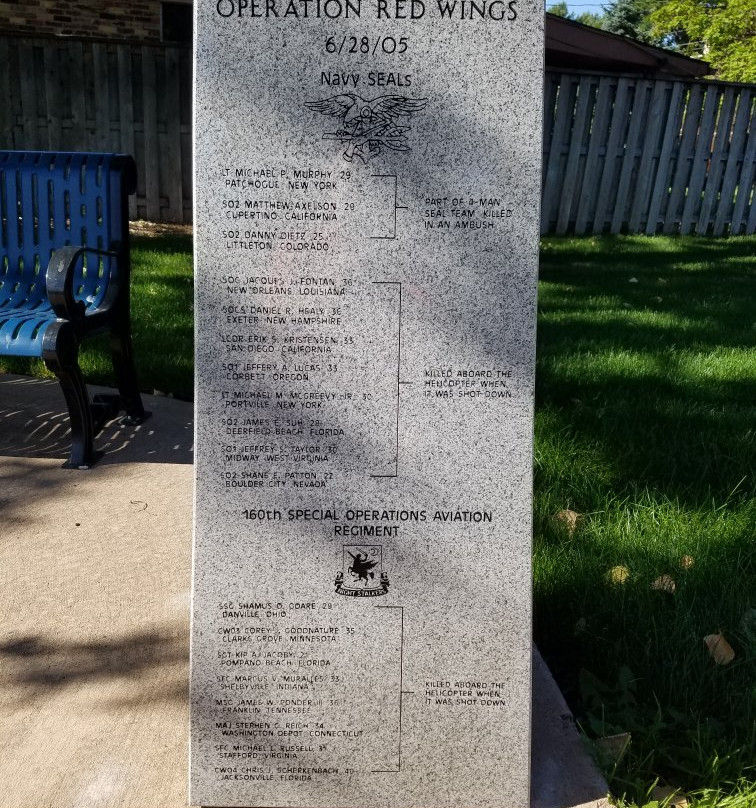 OPERATION RED WINGS
6/28/05
Navy SEALs
LT MICHAEL P. MURPHY 29
PATCHOGUE NEW YORK
SO2 MATTHEW AXELSON 29
CUPERTINO CALIFORNIA
SO2 DANNY DIETZ 25
LITTLETON COLORADO
PART OF 4-MAN
SEAL TEAM KILLED
IN AN AMBUSH
SOC JACQUES J. FONTAN 36
NEW ORLEANS LOUISIANA
SOCS DANIEL R. HEALY 36
EXETER NEW HAMPSHIRE
LCDR ERIK S. KRISTENSEN 33
SAN DIEGO CALIFORNIA
SO1 JEFFERY A. LUCAS 33
CORBETT OREGON
LT MICHAEL M. MCGREEVY JR. 30
PORTVILLE NEW YORK
SO2 JAMES E. SUH 28
DEERFIELD BEACH FLORIDA
SO1 JEFFREY S. TAYLOR 30
MIDWAY WEST VIRGINIA
SO2 SHANE E. PATTON 22
BOULDER CITY NEVADA
KILLED ABOARD THE
HELICOPTER WHEN
IT WAS SHOT DOWN
160th SPECIAL OPERATIONS AVIATION
REGIMENT
NIGHT STALKERS
SSG SHAMUS O. GOARE 29
DANVILLE OHIO
CWO3 COREY J. GOODNATURE 35
CLARKS GROVE MINNESOTA
SGT KIP A. JACOBY 21
POMPANO BEACH FLORIDA
SFC MARCUS V. MURALLES 33
SHELBYVILLE INDIANA
MSG JAMES W. PONDER III 36
FRANKLIN TENNESSEE
MAJ STEPHEN C. REICH 34
WASHINGTON DEPOT CONNECTICUT
SFC MICHAEL L. RUSSELL 31
STAFFORD VIRGINIA
CWO4 CHRIS J. SCHERKENBACH 40
JACKSONVILLE FLORIDA
KILLED ABOARD THE
HELICOPTER WHEN
IT WAS SHOT DOWN